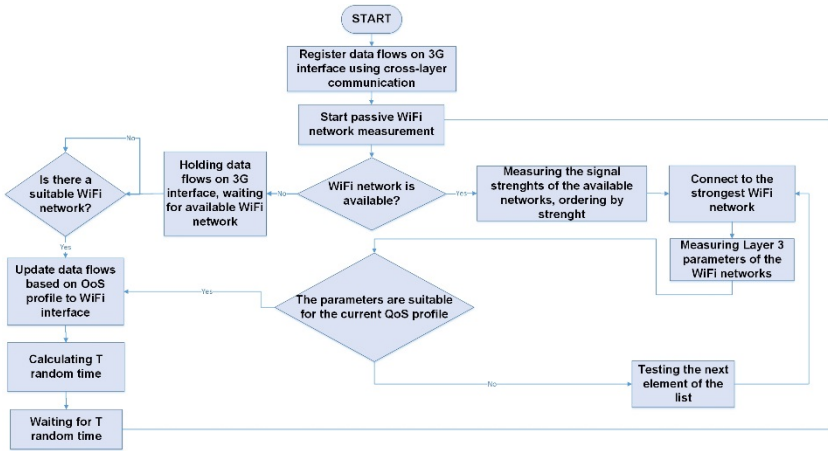 START
Register data flows on 3G
interface using cross-layer
communication
Start passive WiFi
network measurement
No
Is there a
suitable WiFi
network?
Holding data
flows on 3G
interface, waiting
for available WiFi
network
No
WiFi network is
available?
Yes
Measuring the signal
strenghts of the available
networks, ordering by
strenght
Connect to the
strongest WiFi
network
Yes
Measuring Layer 3
parameters of the
WiFi networks
Update data flows
based on QoS
profile to WiFi
interface
Yes
The parameters are suitable
for the current QoS profile
Calculating T
random time
No
Testing the next
element of the
list
Waiting for T
random time